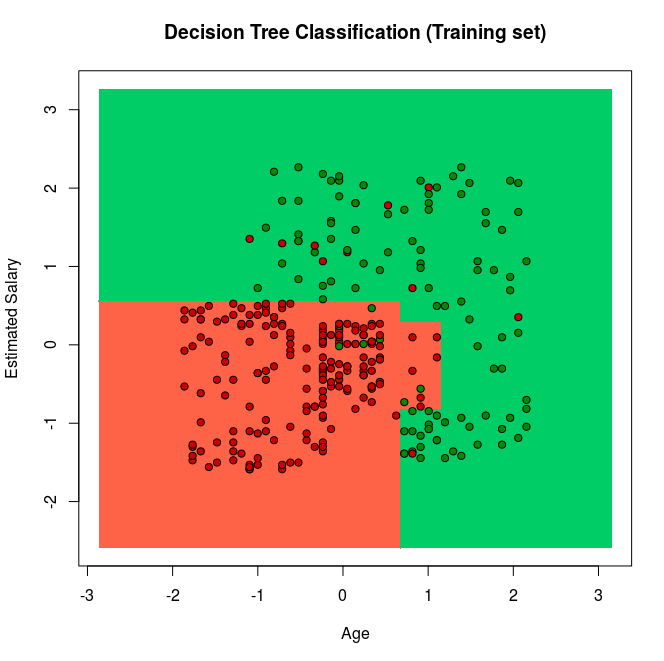 Decision Tree Classification (Training set)
Estimated Salary
3
2
1
0
-1
-2
-3 -2 -1 0 1 2 3
Age